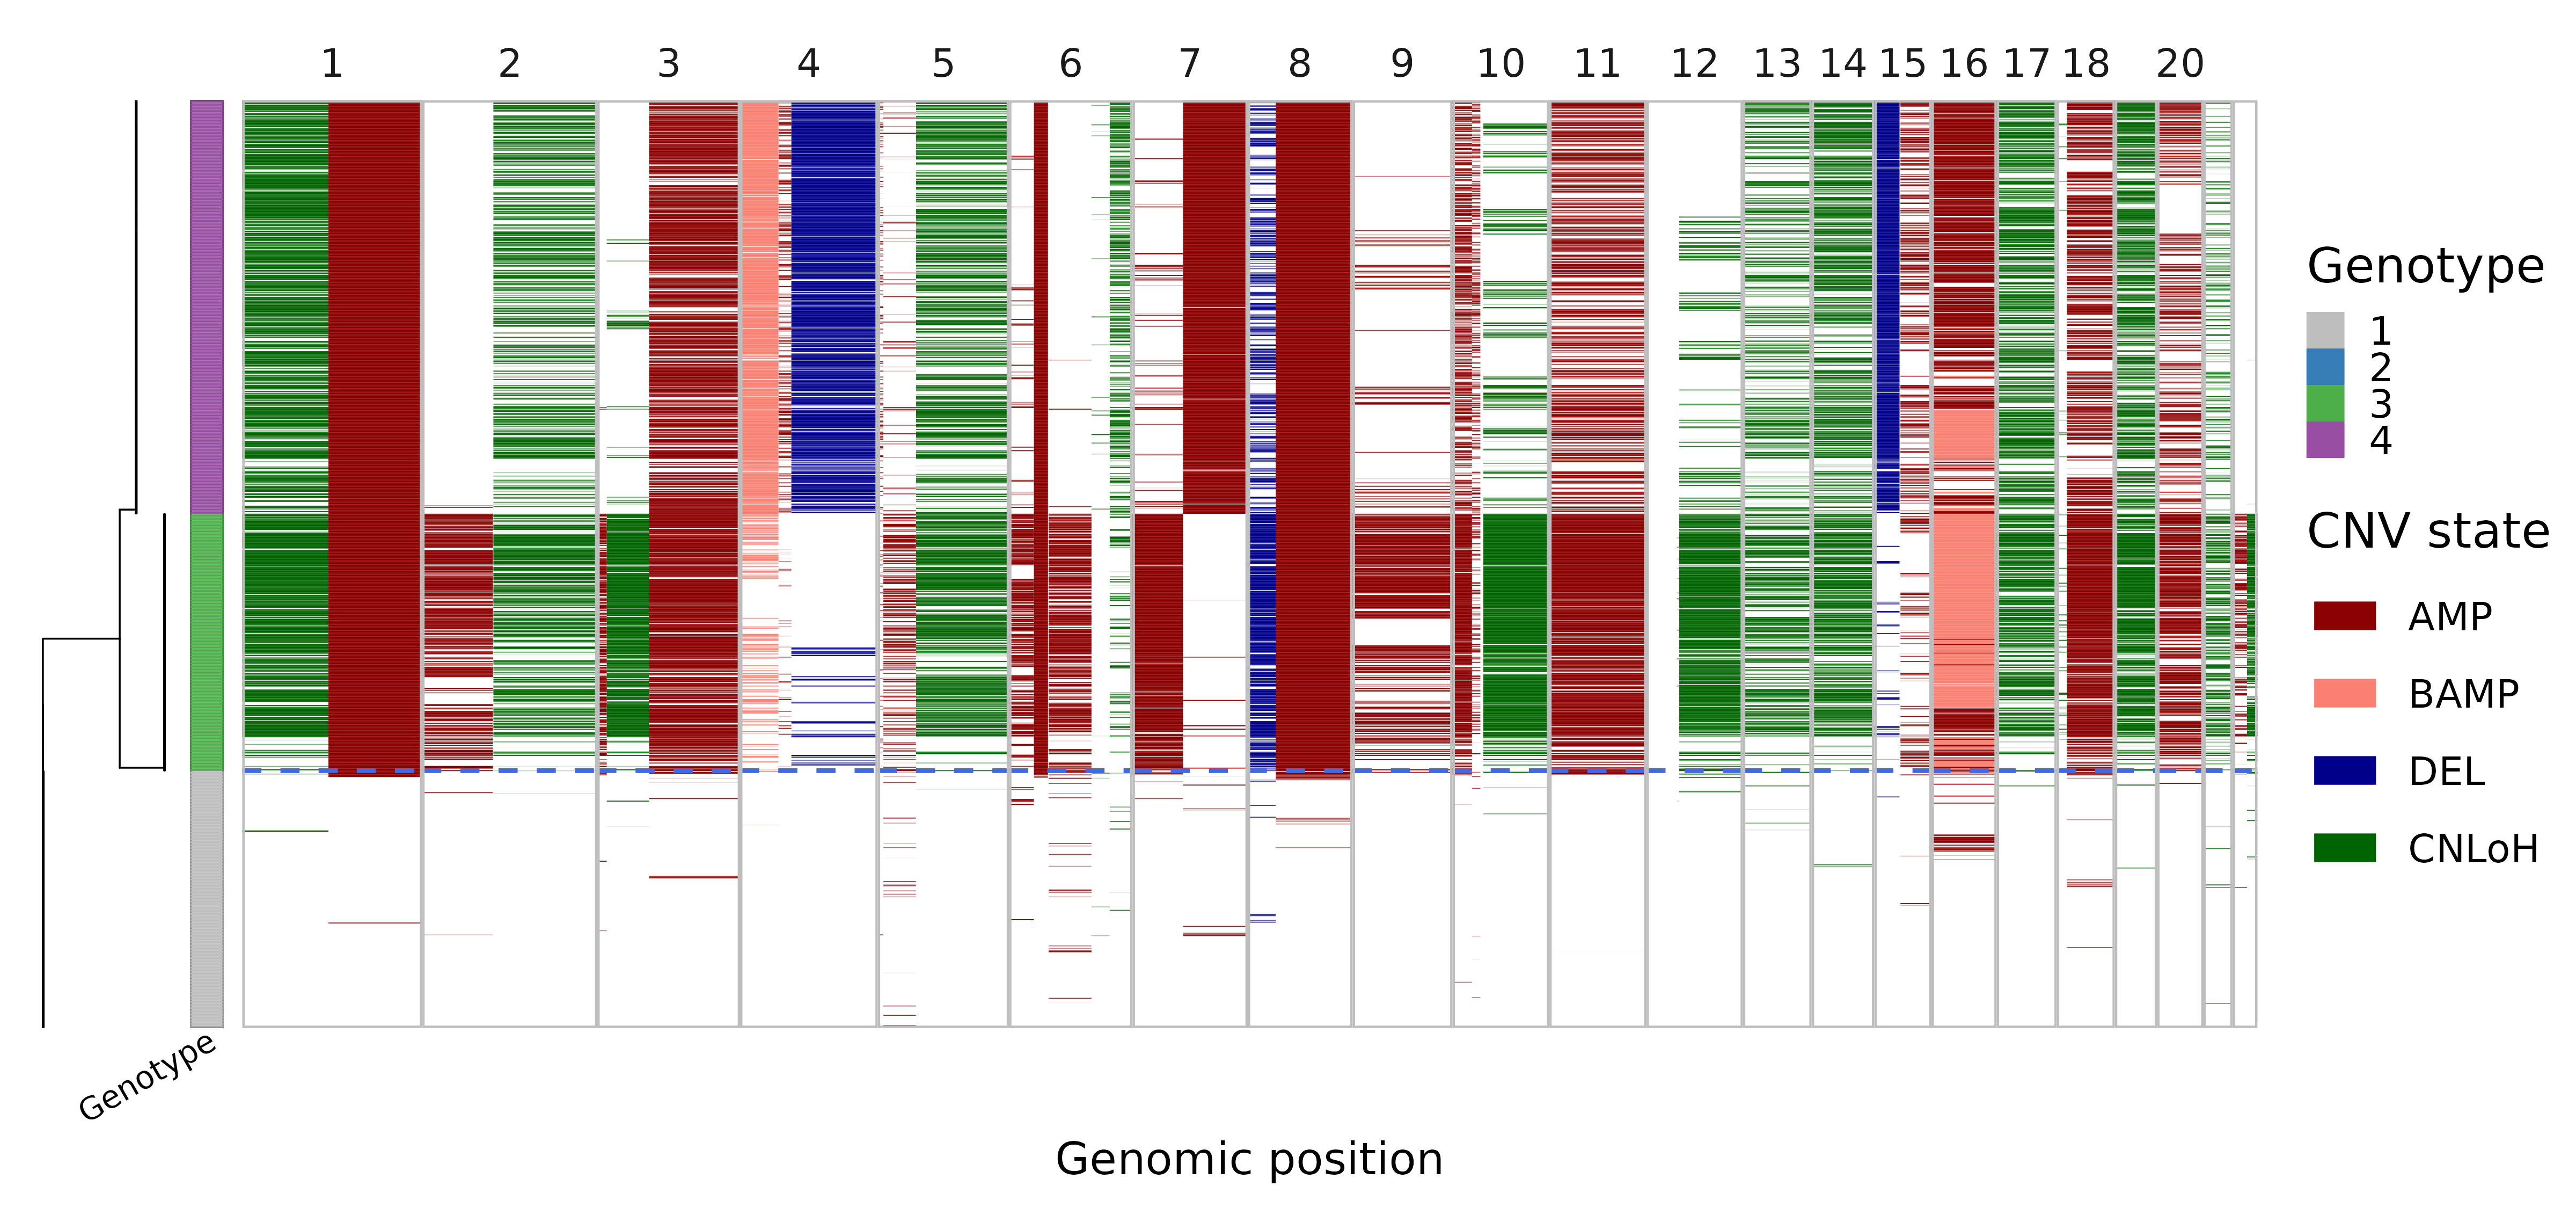 1 2 3 4 5 6 7 8 9 10 11 12 13 14 15 16 17 18 20
Genotype
1
2
3
4
CNV state
AMP
BAMP
DEL
CNLoH
Genotype
Genomic position